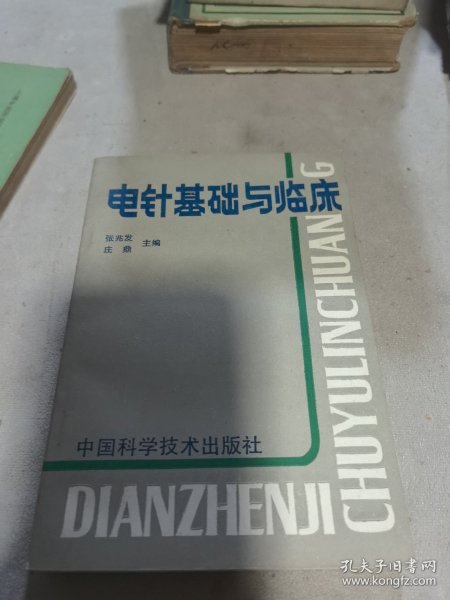 电针基础与临床
张兆发
庄鼎 主编
中国科学技术出版社
DIANZHENJI
CHUYULINCHUANG
孔夫子旧书网
www.kongfz.com